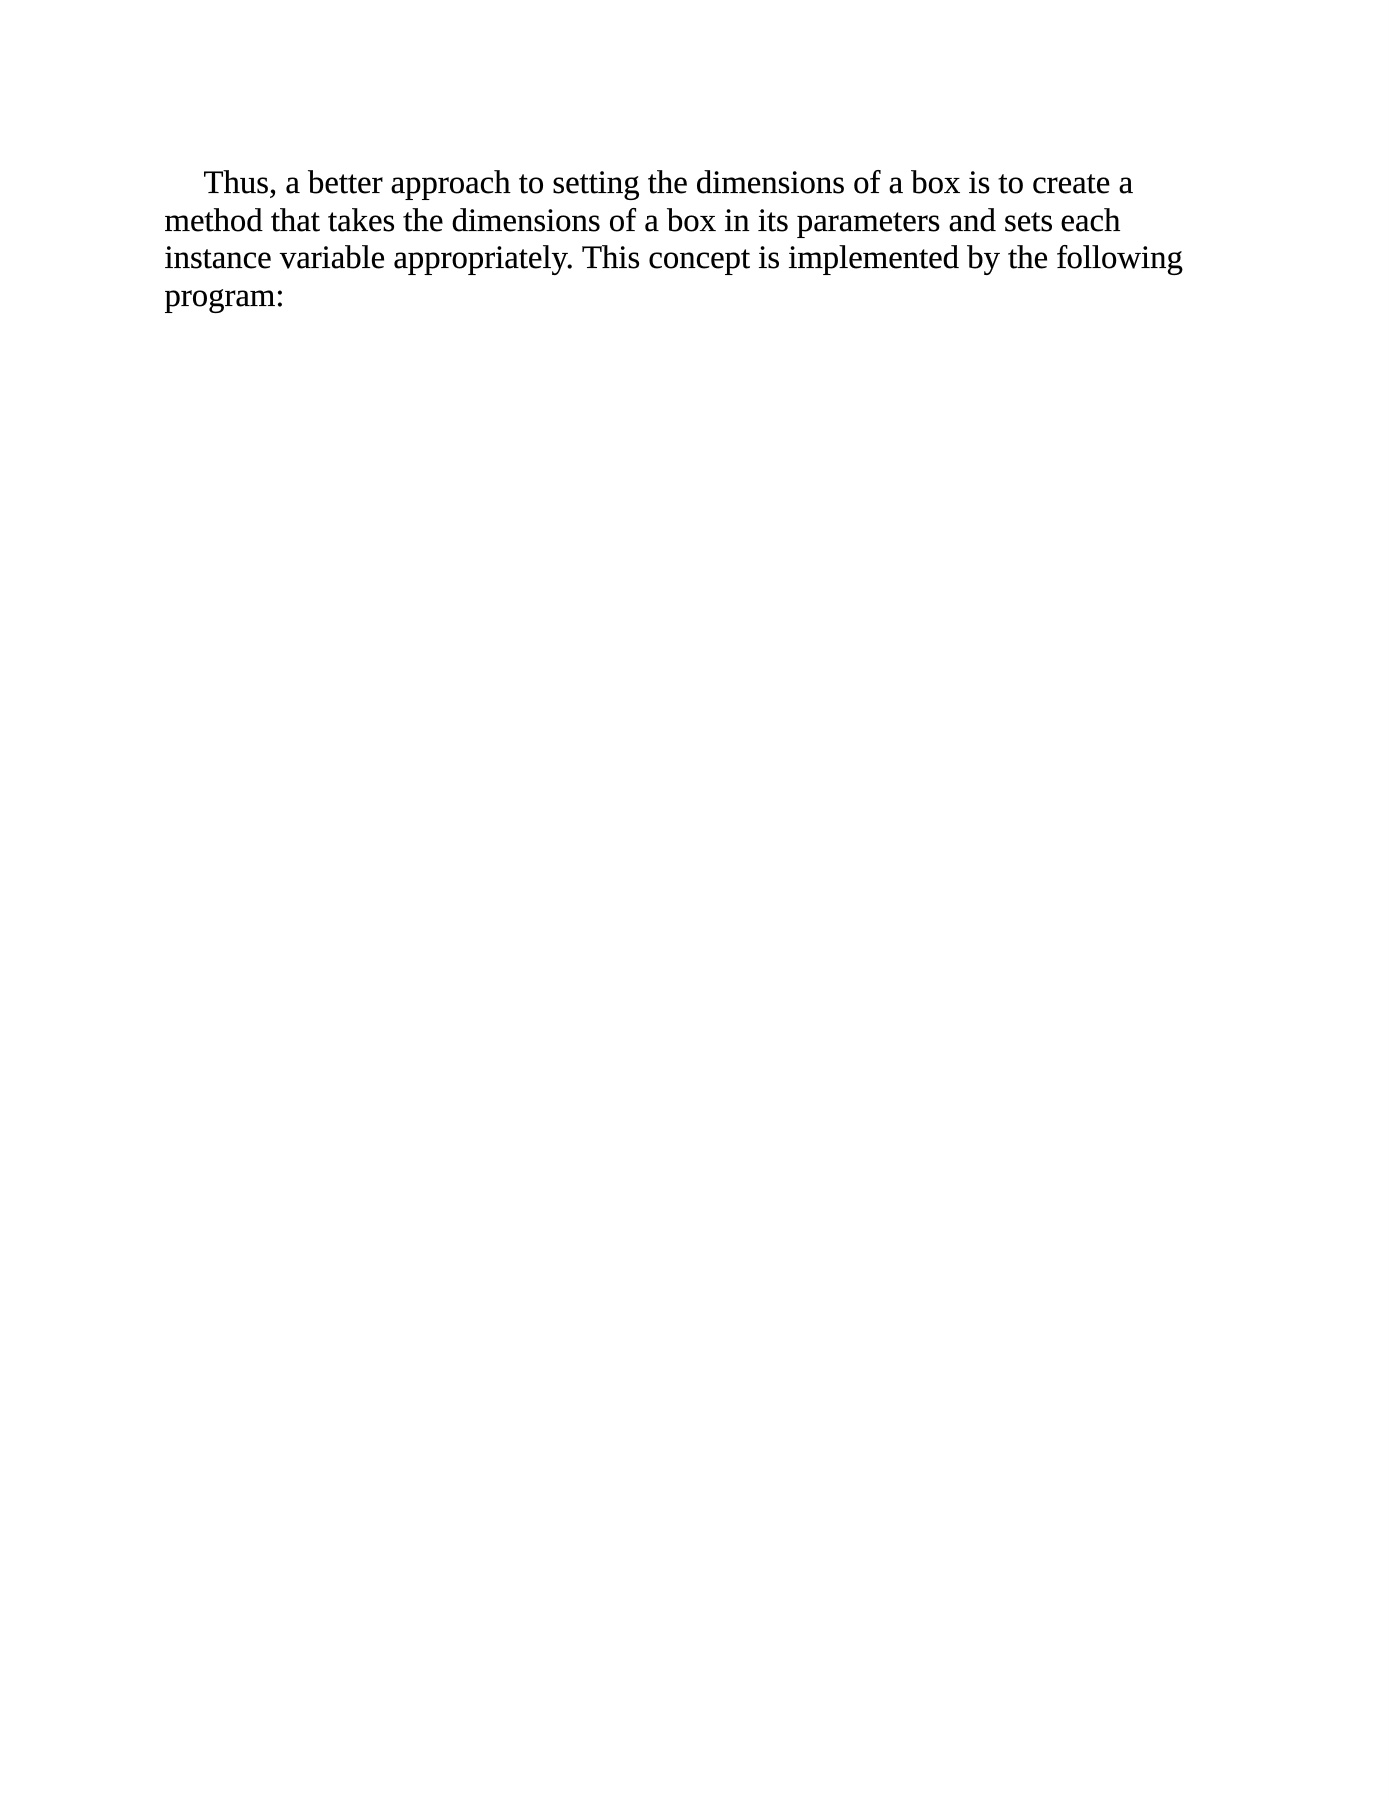 Thus, a better approach to setting the dimensions of a box is to create a
method that takes the dimensions of a box in its parameters and sets each
instance variable appropriately. This concept is implemented by the following
program: